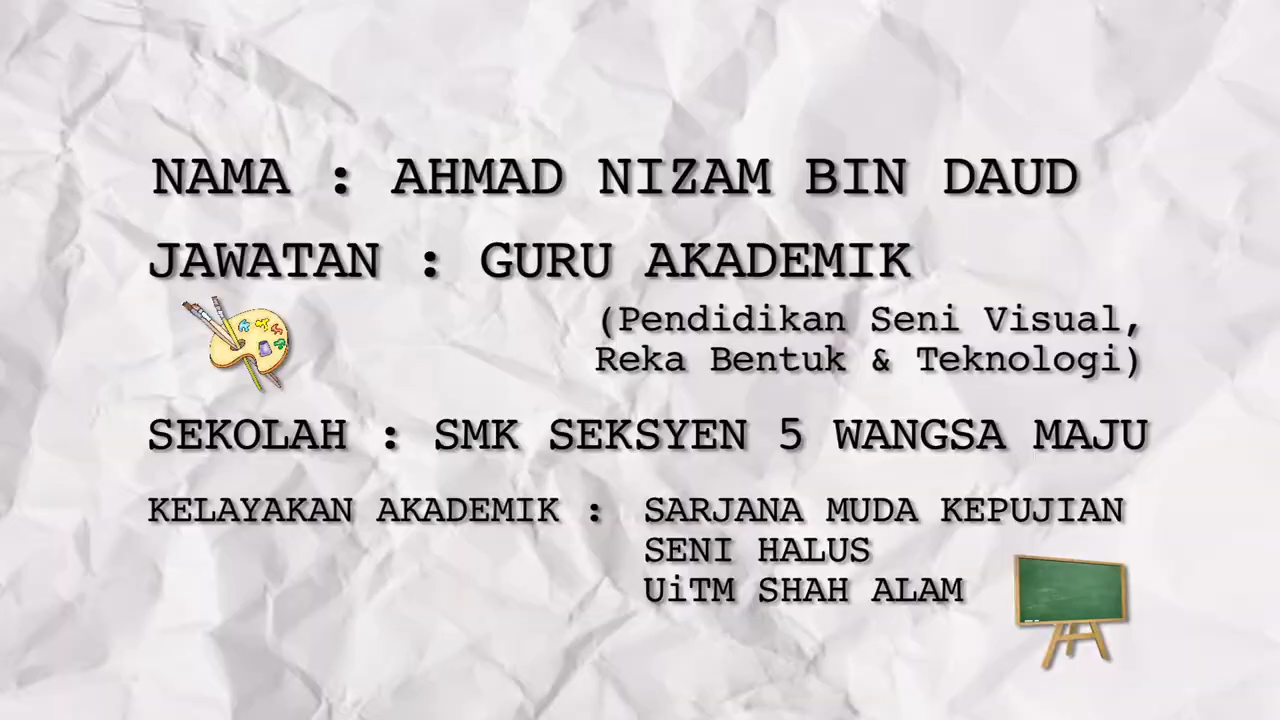 NAMA : AHMAD NIZAM BIN DAUD
JAWATAN : GURU AKADEMIK
(Pendidikan Seni Visual,
Reka Bentuk & Teknologi)
SEKOLAH : SMK SEKSYEN 5 WANGSA MAJU
KELAYAKAN AKADEMIK : SARJANA MUDA KEPUJIAN
SENI HALUS
UiTM SHAH ALAM